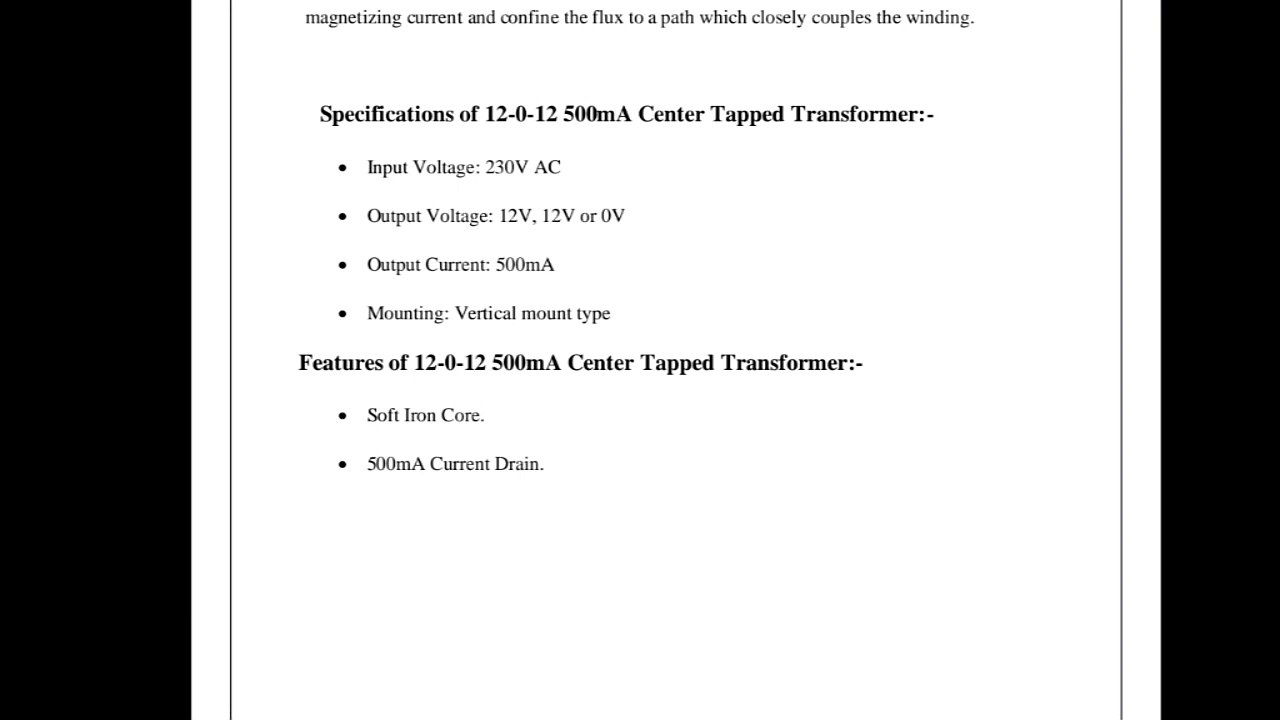 magnetizing current and confine the flux to a path which closely couples the winding.
Specifications of 12-0-12 500mA Center Tapped Transformer:-
• Input Voltage: 230V AC
• Output Voltage: 12V, 12V or 0V
• Output Current: 500mA
• Mounting: Vertical mount type
Features of 12-0-12 500mA Center Tapped Transformer:-
• Soft Iron Core.
• 500mA Current Drain.